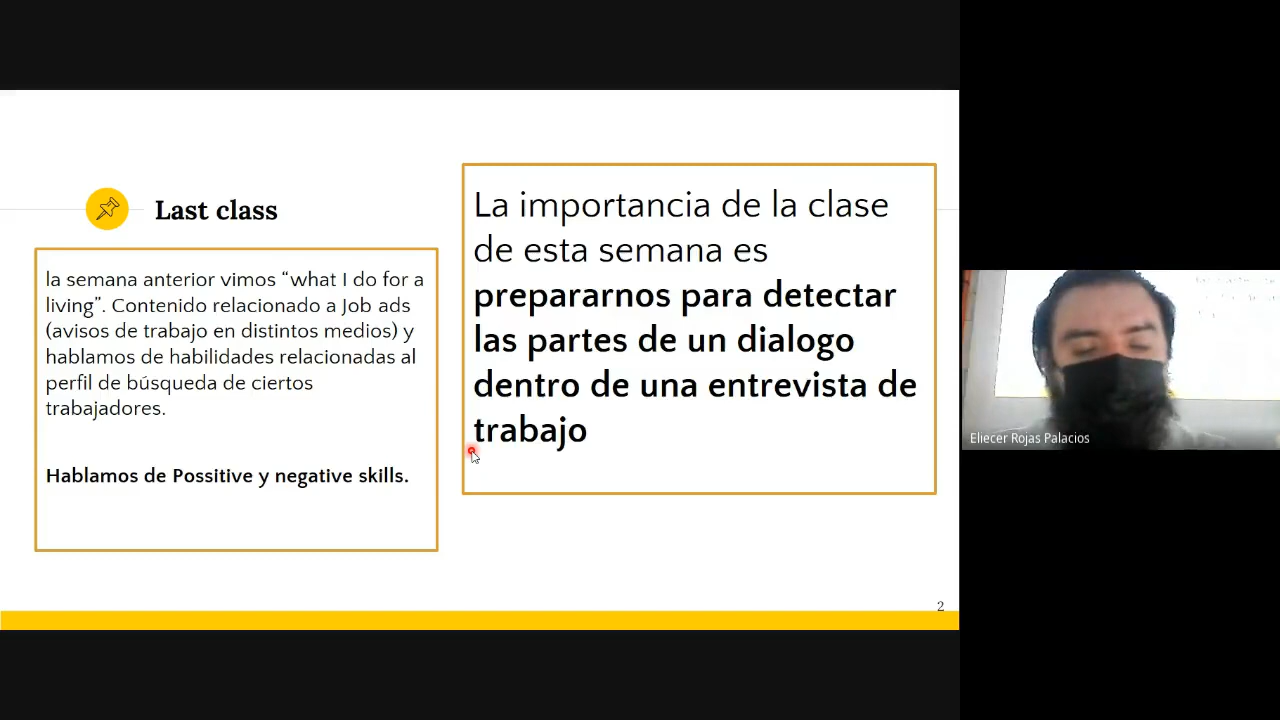 Last class
la semana anterior vimos “what I do for a
living”. Contenido relacionado a Job ads
(avisos de trabajo en distintos medios) y
hablamos de habilidades relacionadas al
perfil de búsqueda de ciertos
trabajadores.
Hablamos de Possitive y negative skills.
La importancia de la clase
de esta semana es
prepararnos para detectar
las partes de un dialogo
dentro de una entrevista de
trabajo
2
Eliecer Rojas Palacios